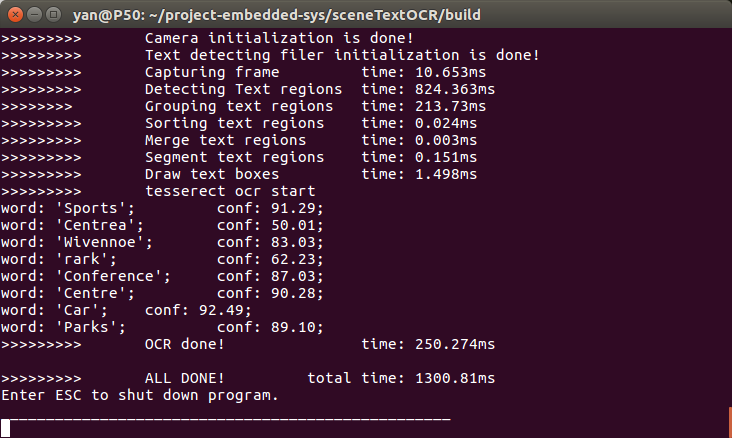 yan@P50: ~/project-embedded-sys/sceneTextOCR/build
>>>>>>>>> Camera initialization is done!
>>>>>>>>> Text detecting filer initialization is done!
>>>>>>>>> Capturing frame time: 10.653ms
>>>>>>>>> Detecting Text regions time: 824.363ms
>>>>>>>> Grouping text regions time: 213.73ms
>>>>>>>>> Sorting text regions time: 0.024ms
>>>>>>>>> Merge text regions time: 0.003ms
>>>>>>>>> Segment text regions time: 0.151ms
>>>>>>>>> Draw text boxes time: 1.498ms
>>>>>>>>> tesserect ocr start
word: 'Sports'; conf: 91.29;
word: 'Centrea'; conf: 50.01;
word: 'Wivennoe'; conf: 83.03;
word: 'rark'; conf: 62.23;
word: 'Conference'; conf: 87.03;
word: 'Centre'; conf: 90.28;
word: 'Car'; conf: 92.49;
word: 'Parks'; conf: 89.10;
>>>>>>>>> OCR done! time: 250.274ms
>>>>>>>>> ALL DONE! total time: 1300.81ms
Enter ESC to shut down program.
__________________________________________________